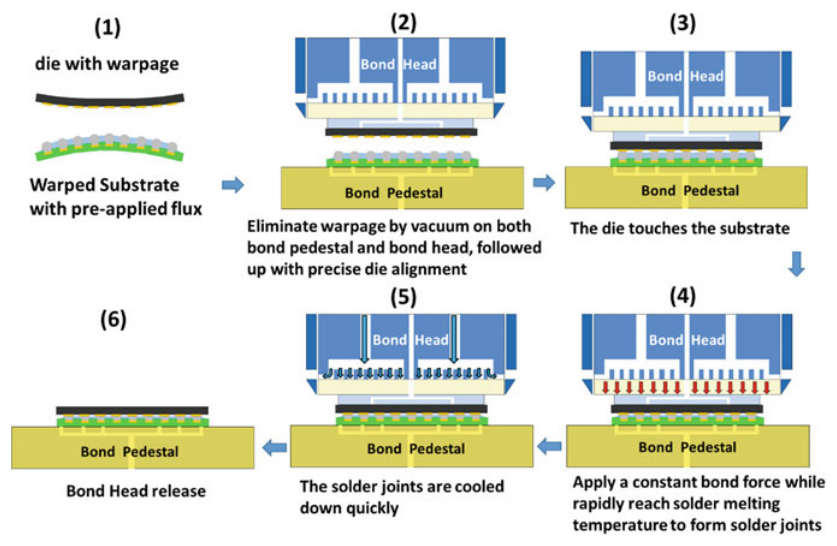 (1)
die with warpage
Warped Substrate
with pre-applied flux
(2)
Bond Head
Bond Pedestal
Eliminate warpage by vacuum on both
bond pedestal and bond head, followed
up with precise die alignment
(3)
Bond Head
Bond Pedestal
The die touches the substrate
(4)
Bond Head
Bond Pedestal
Apply a constant bond force while
rapidly reach solder melting
temperature to form solder joints
(5)
Bond Head
Bond Pedestal
The solder joints are cooled
down quickly
(6)
Bond Pedestal
Bond Head release